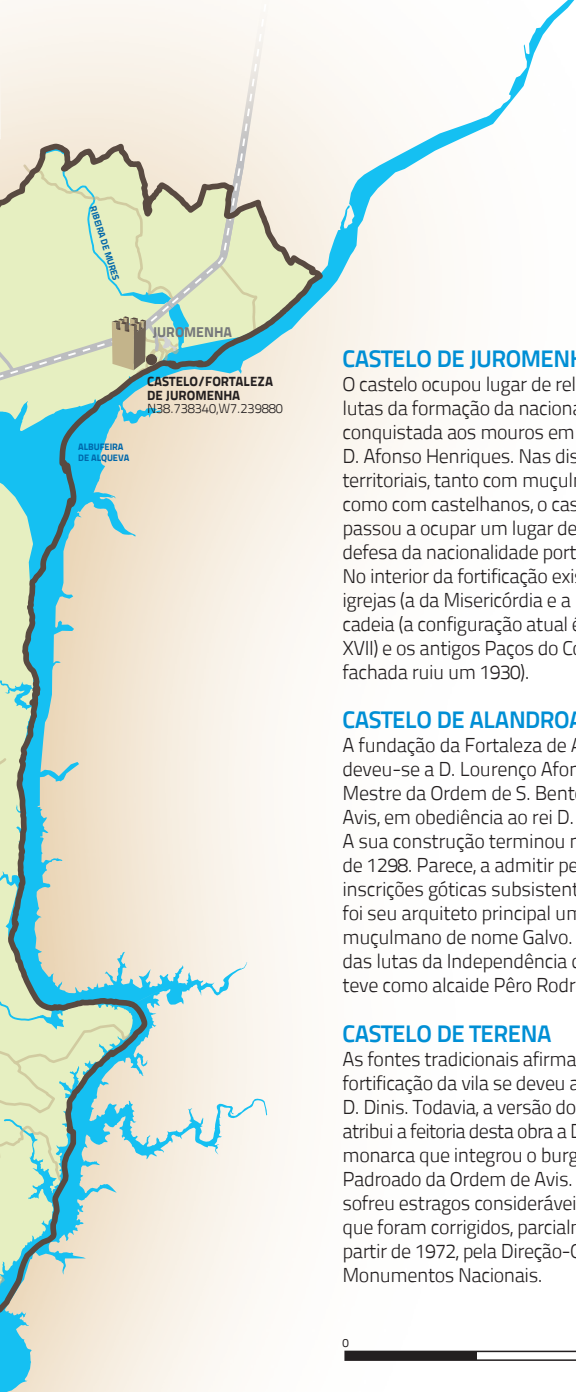 RIBEIRA DE MURES
JUROMENHA
CASTELO/FORTALEZA
DE JUROMENHA
N38.738340,W7.239880
ALBUFEIRA
DE ALQUEVA
CASTELO DE JUROMENH
O castelo ocupou lugar de rel
lutas da formação da naciona
conquistada aos mouros em
D. Afonso Henriques. Nas dis
territoriais, tanto com muçulm
como com castelhanos, o cas
passou a ocupar um lugar de
defesa da nacionalidade port
No interior da fortificação exis
igrejas (a da Misericórdia e a
cadeia (a configuração atual é
XVII) e os antigos Paços do Co
fachada ruiu um 1930).
CASTELO DE ALANDROA
A fundação da Fortaleza de A
deveu-se a D. Lourenço Afon
Mestre da Ordem de S. Bento
Avis, em obediência ao rei D.
A sua construção terminou n
de 1298. Parece, a admitir pe
inscrições góticas subsistent
foi seu arquiteto principal um
muçulmano de nome Galvo.
das lutas da Independência d
teve como alcaide Pêro Rodr
CASTELO DE TERENA
As fontes tradicionais afirma
fortificação da vila se deveu a
D. Dinis. Todavia, a versão do
atribui a feitoria desta obra a D
monarca que integrou o burg
Padroado da Ordem de Avis.
sofreu estragos considerávei
que foram corrigidos, parcialm
partir de 1972, pela Direção-G
Monumentos Nacionais.
0